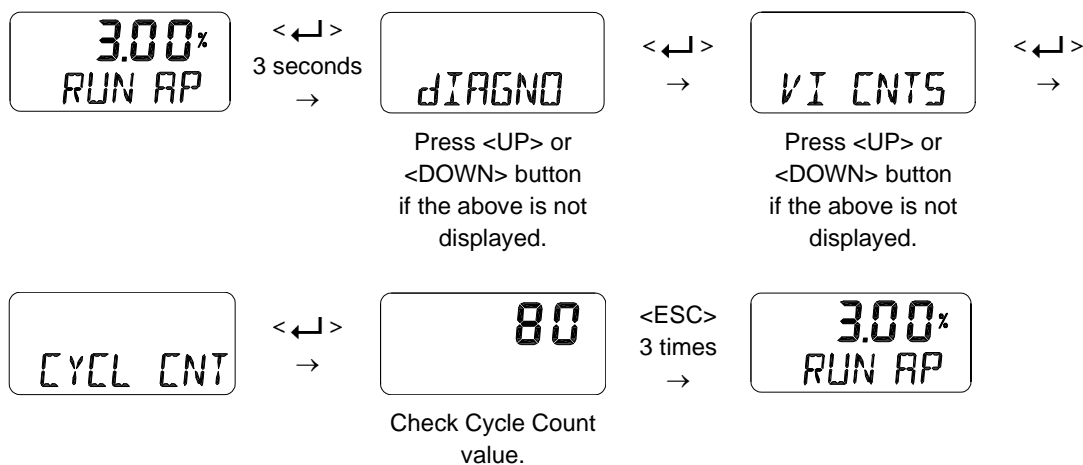 3.00%
RUN AP
< ↵ >
3 seconds
→
dIAGNO
Press <UP> or
<DOWN> button
if the above is not
displayed.
< ↵ >
→
VI CNTS
Press <UP> or
<DOWN> button
if the above is not
displayed.
< ↵ >
→
CYCL CNT
< ↵ >
→
80
Check Cycle Count
value.
<ESC>
3 times
→
3.00%
RUN AP